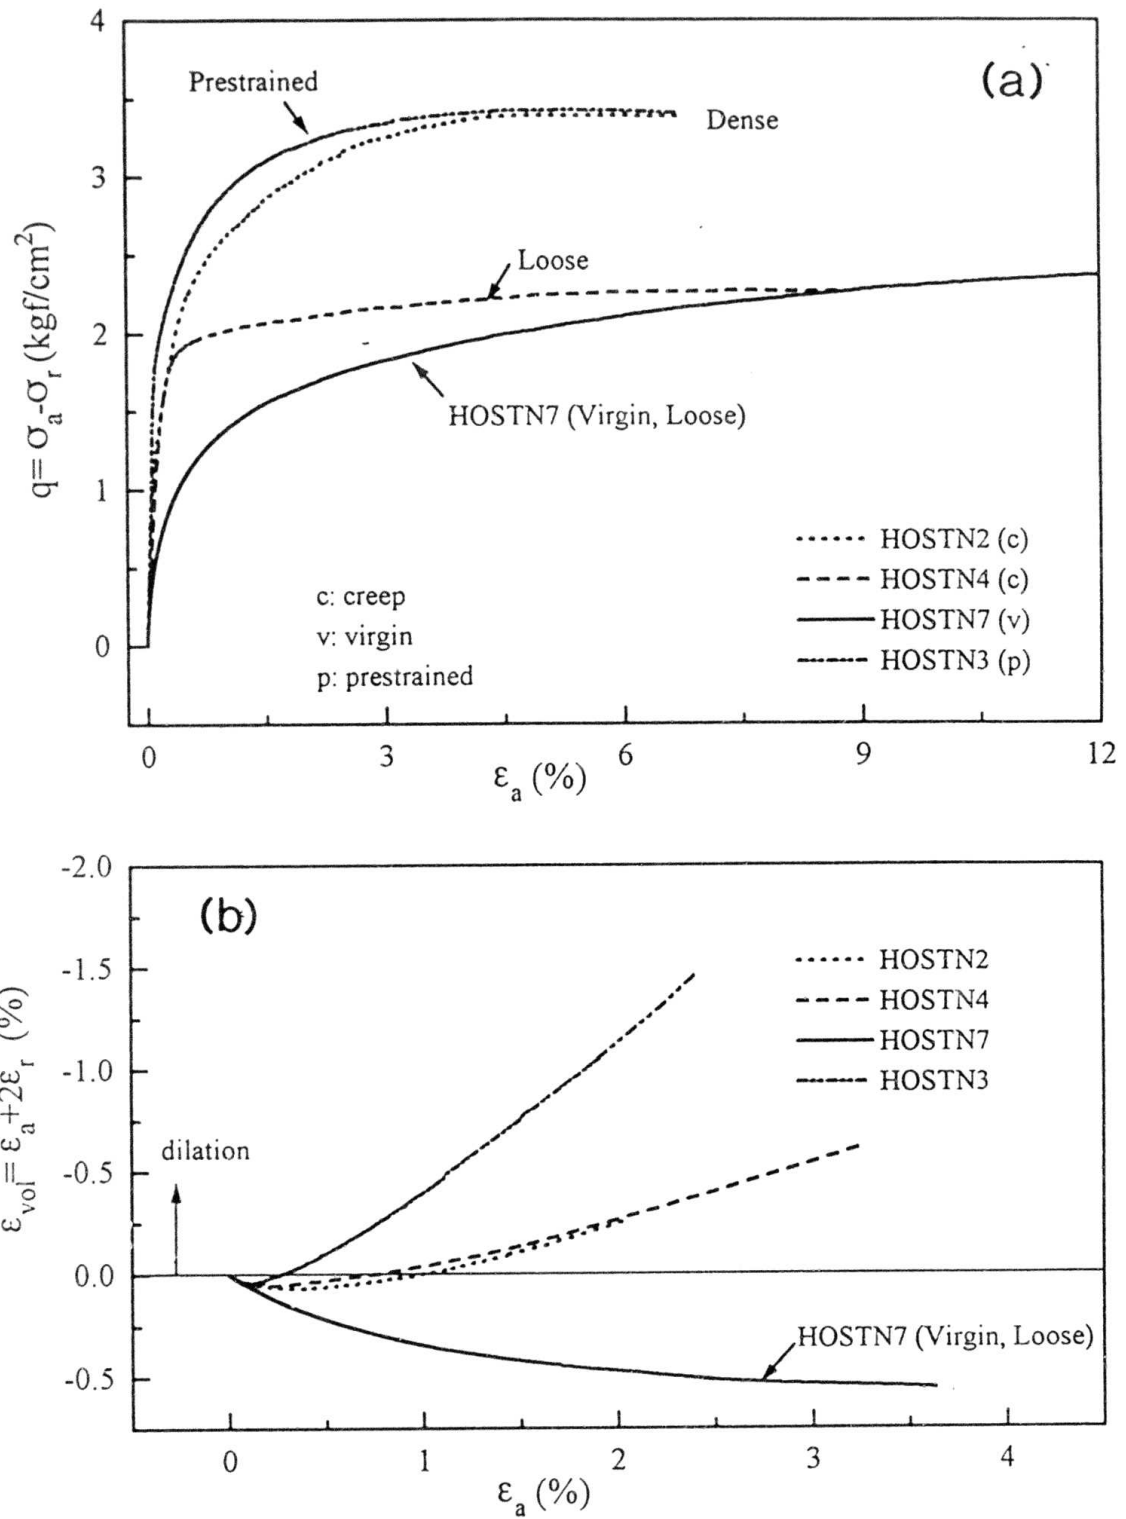 4
(a)
Prestrained
Dense
3
Loose
2
q= σa-σr (kgf/cm²)
HOSTN7 (Virgin, Loose)
1
HOSTN2 (c)
HOSTN4 (c)
HOSTN7 (v)
HOSTN3 (p)
c: creep
v: virgin
p: prestrained
0
0 3 6 9 12
εa (%)
-2.0
(b)
-1.5
HOSTN2
HOSTN4
HOSTN7
HOSTN3
-1.0
εvol= εa+2εr (%)
dilation
-0.5
0.0
HOSTN7 (Virgin, Loose)
-0.5
0 1 2 3 4
εa (%)